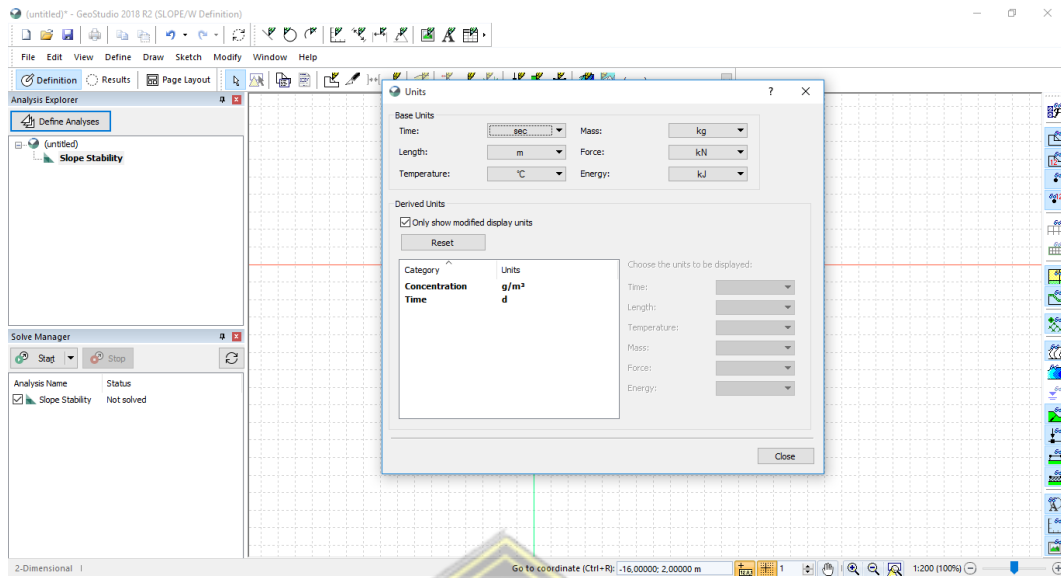 (untitled)* - GeoStudio 2018 R2 (SLOPE/W Definition)
File Edit View Define Draw Sketch Modify Window Help
Definition Results Page Layout
Analysis Explorer
Define Analyses
(untitled)
Slope Stability
Solve Manager
Start Stop
Analysis Name Status
Slope Stability Not solved
Units ?
Base Units
Time: sec Mass: kg
Length: m Force: kN
Temperature: °C Energy: kJ
Derived Units
Only show modified display units
Reset
Category Units
Concentration g/m³
Time d
Choose the units to be displayed:
Time:
Length:
Temperature:
Mass:
Force:
Energy:
Close
2-Dimensional
Go to coordinate (Ctrl+R): -16,00000; 2,00000 m
1
1:200 (100%)